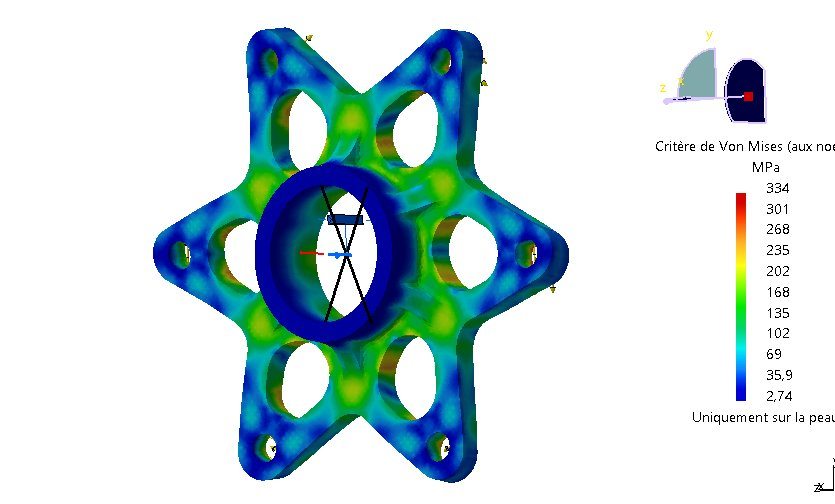 y
x
z
Critère de Von Mises (aux noe
MPa
334
301
268
235
202
168
135
102
69
35,9
2,74
Uniquement sur la peau